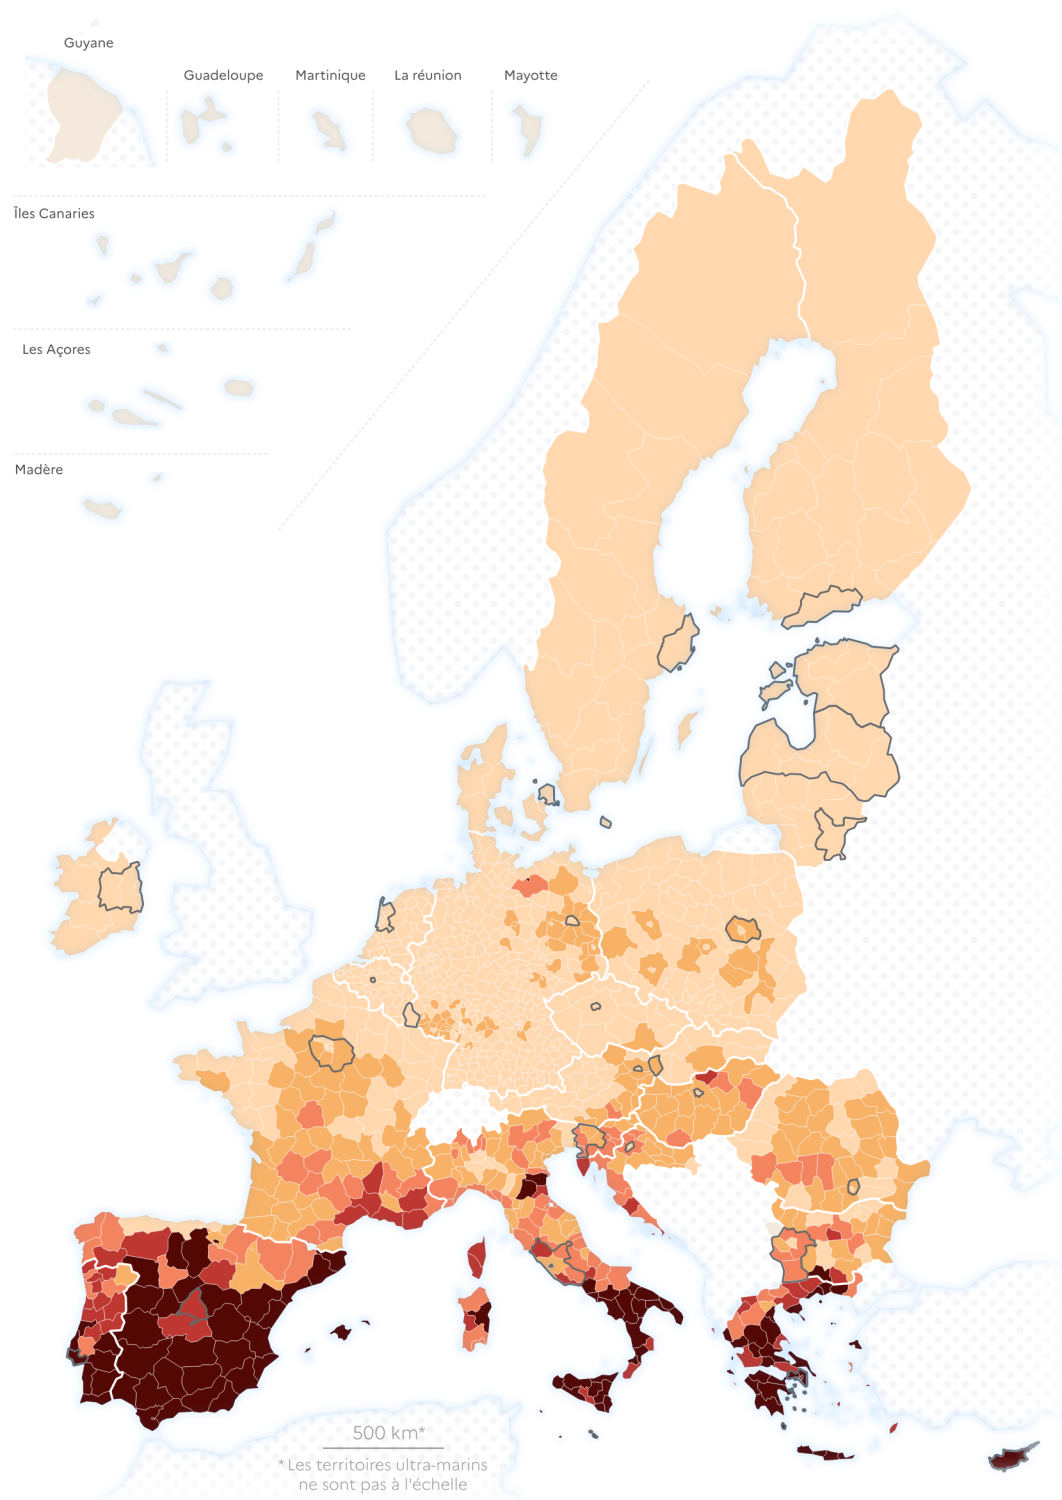 Guyane
Guadeloupe
Martinique
La réunion
Mayotte
Îles Canaries
Les Açores
Madère
500 km*
* Les territoires ultra-marins
ne sont pas à l'échelle